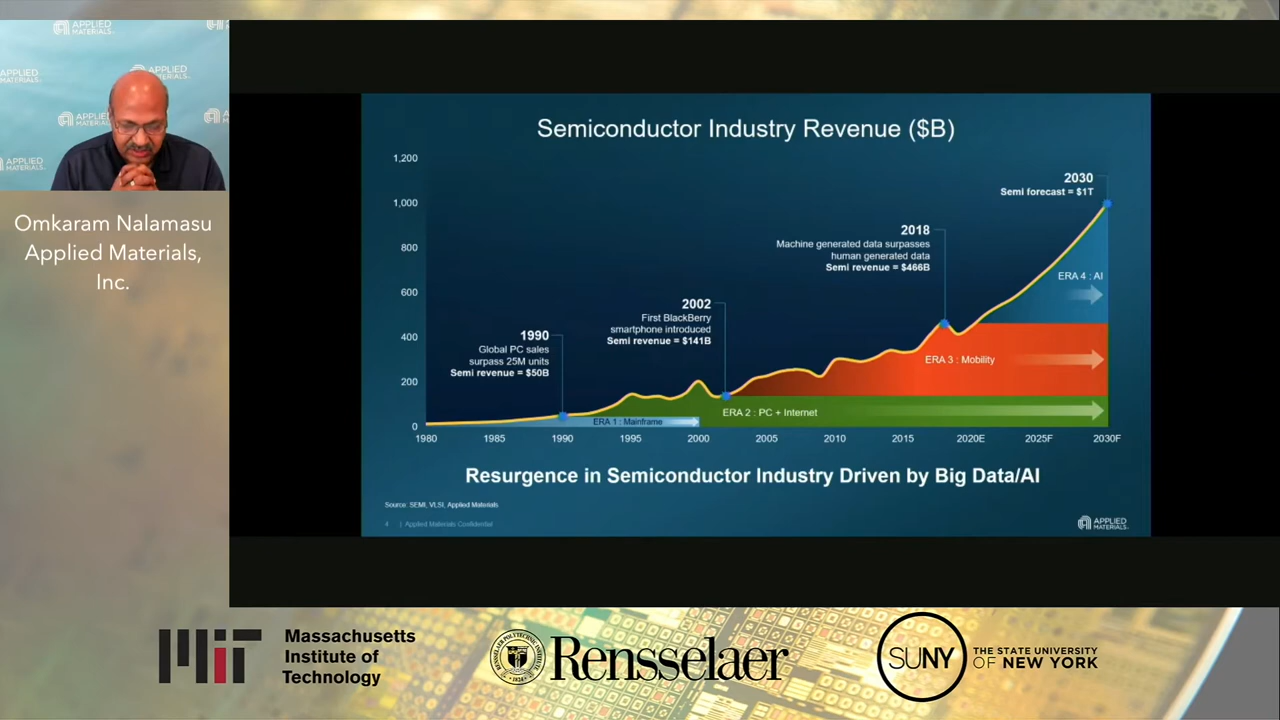 APPLIED
MATERIALS
Omkaram Nalamasu
Applied Materials,
Inc.
Semiconductor Industry Revenue ($B)
1,200
1,000
800
600
400
200
0
1990
Global PC sales
surpass 25M units
Semi revenue = $50B
2002
First BlackBerry
smartphone introduced
Semi revenue = $141B
2018
Machine generated data surpasses
human generated data
Semi revenue = $466B
2030
Semi forecast = $1T
ERA 4 : AI
ERA 3 : Mobility
ERA 2 : PC + Internet
ERA 1 : Mainframe
1980 1985 1990 1995 2000 2005 2010 2015 2020E 2025F 2030F
Resurgence in Semiconductor Industry Driven by Big Data/AI
Source: SEMI, VLSI, Applied Materials
4 | Applied Materials Confidential
APPLIED
MATERIALS
MIT
Massachusetts
Institute of
Technology
Rensselaer
SUNY
THE STATE UNIVERSITY
OF NEW YORK